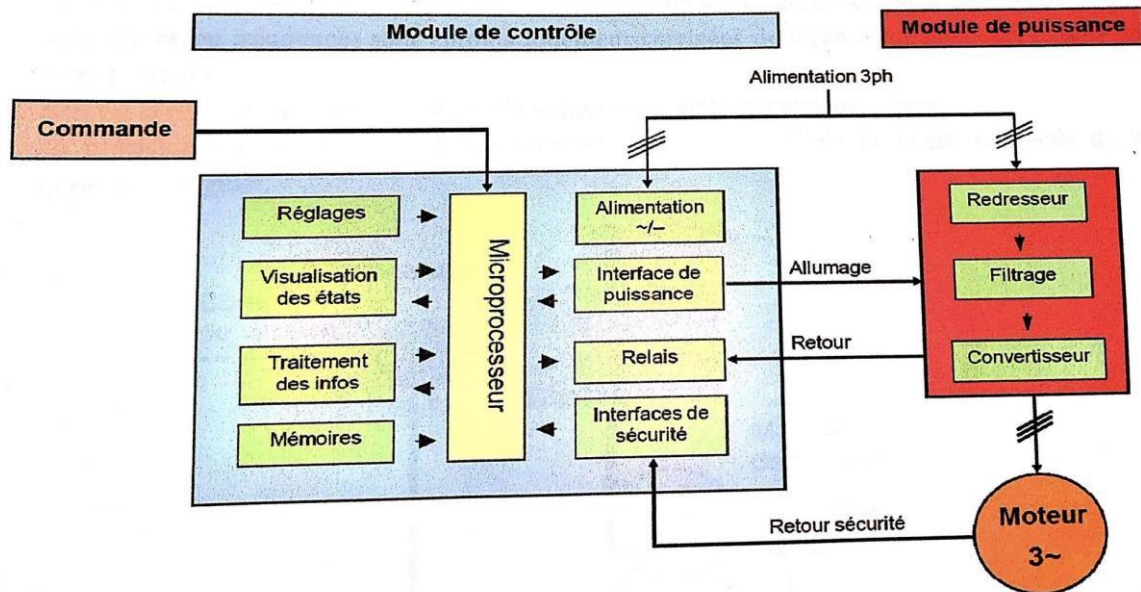 Module de contrôle
Module de puissance
Alimentation 3ph
Commande
Réglages
Visualisation
des états
Traitement
des infos
Mémoires
Microprocesseur
Alimentation
~/–
Interface de
puissance
Relais
Interfaces de
sécurité
Allumage
Retour
Redresseur
Filtrage
Convertisseur
Retour sécurité
Moteur
3~